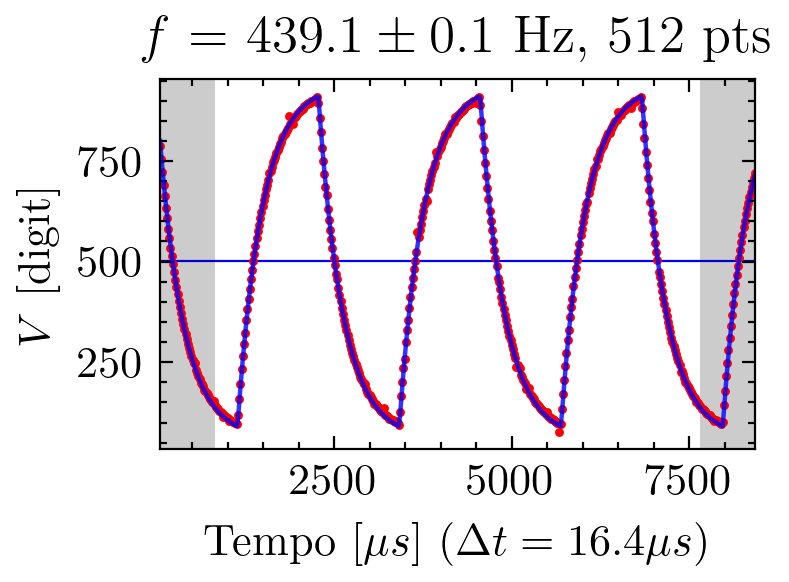 f = 439.1 ± 0.1 Hz, 512 pts
750
500
250
V [digit]
2500 5000 7500
Tempo [μs] (Δt = 16.4μs)